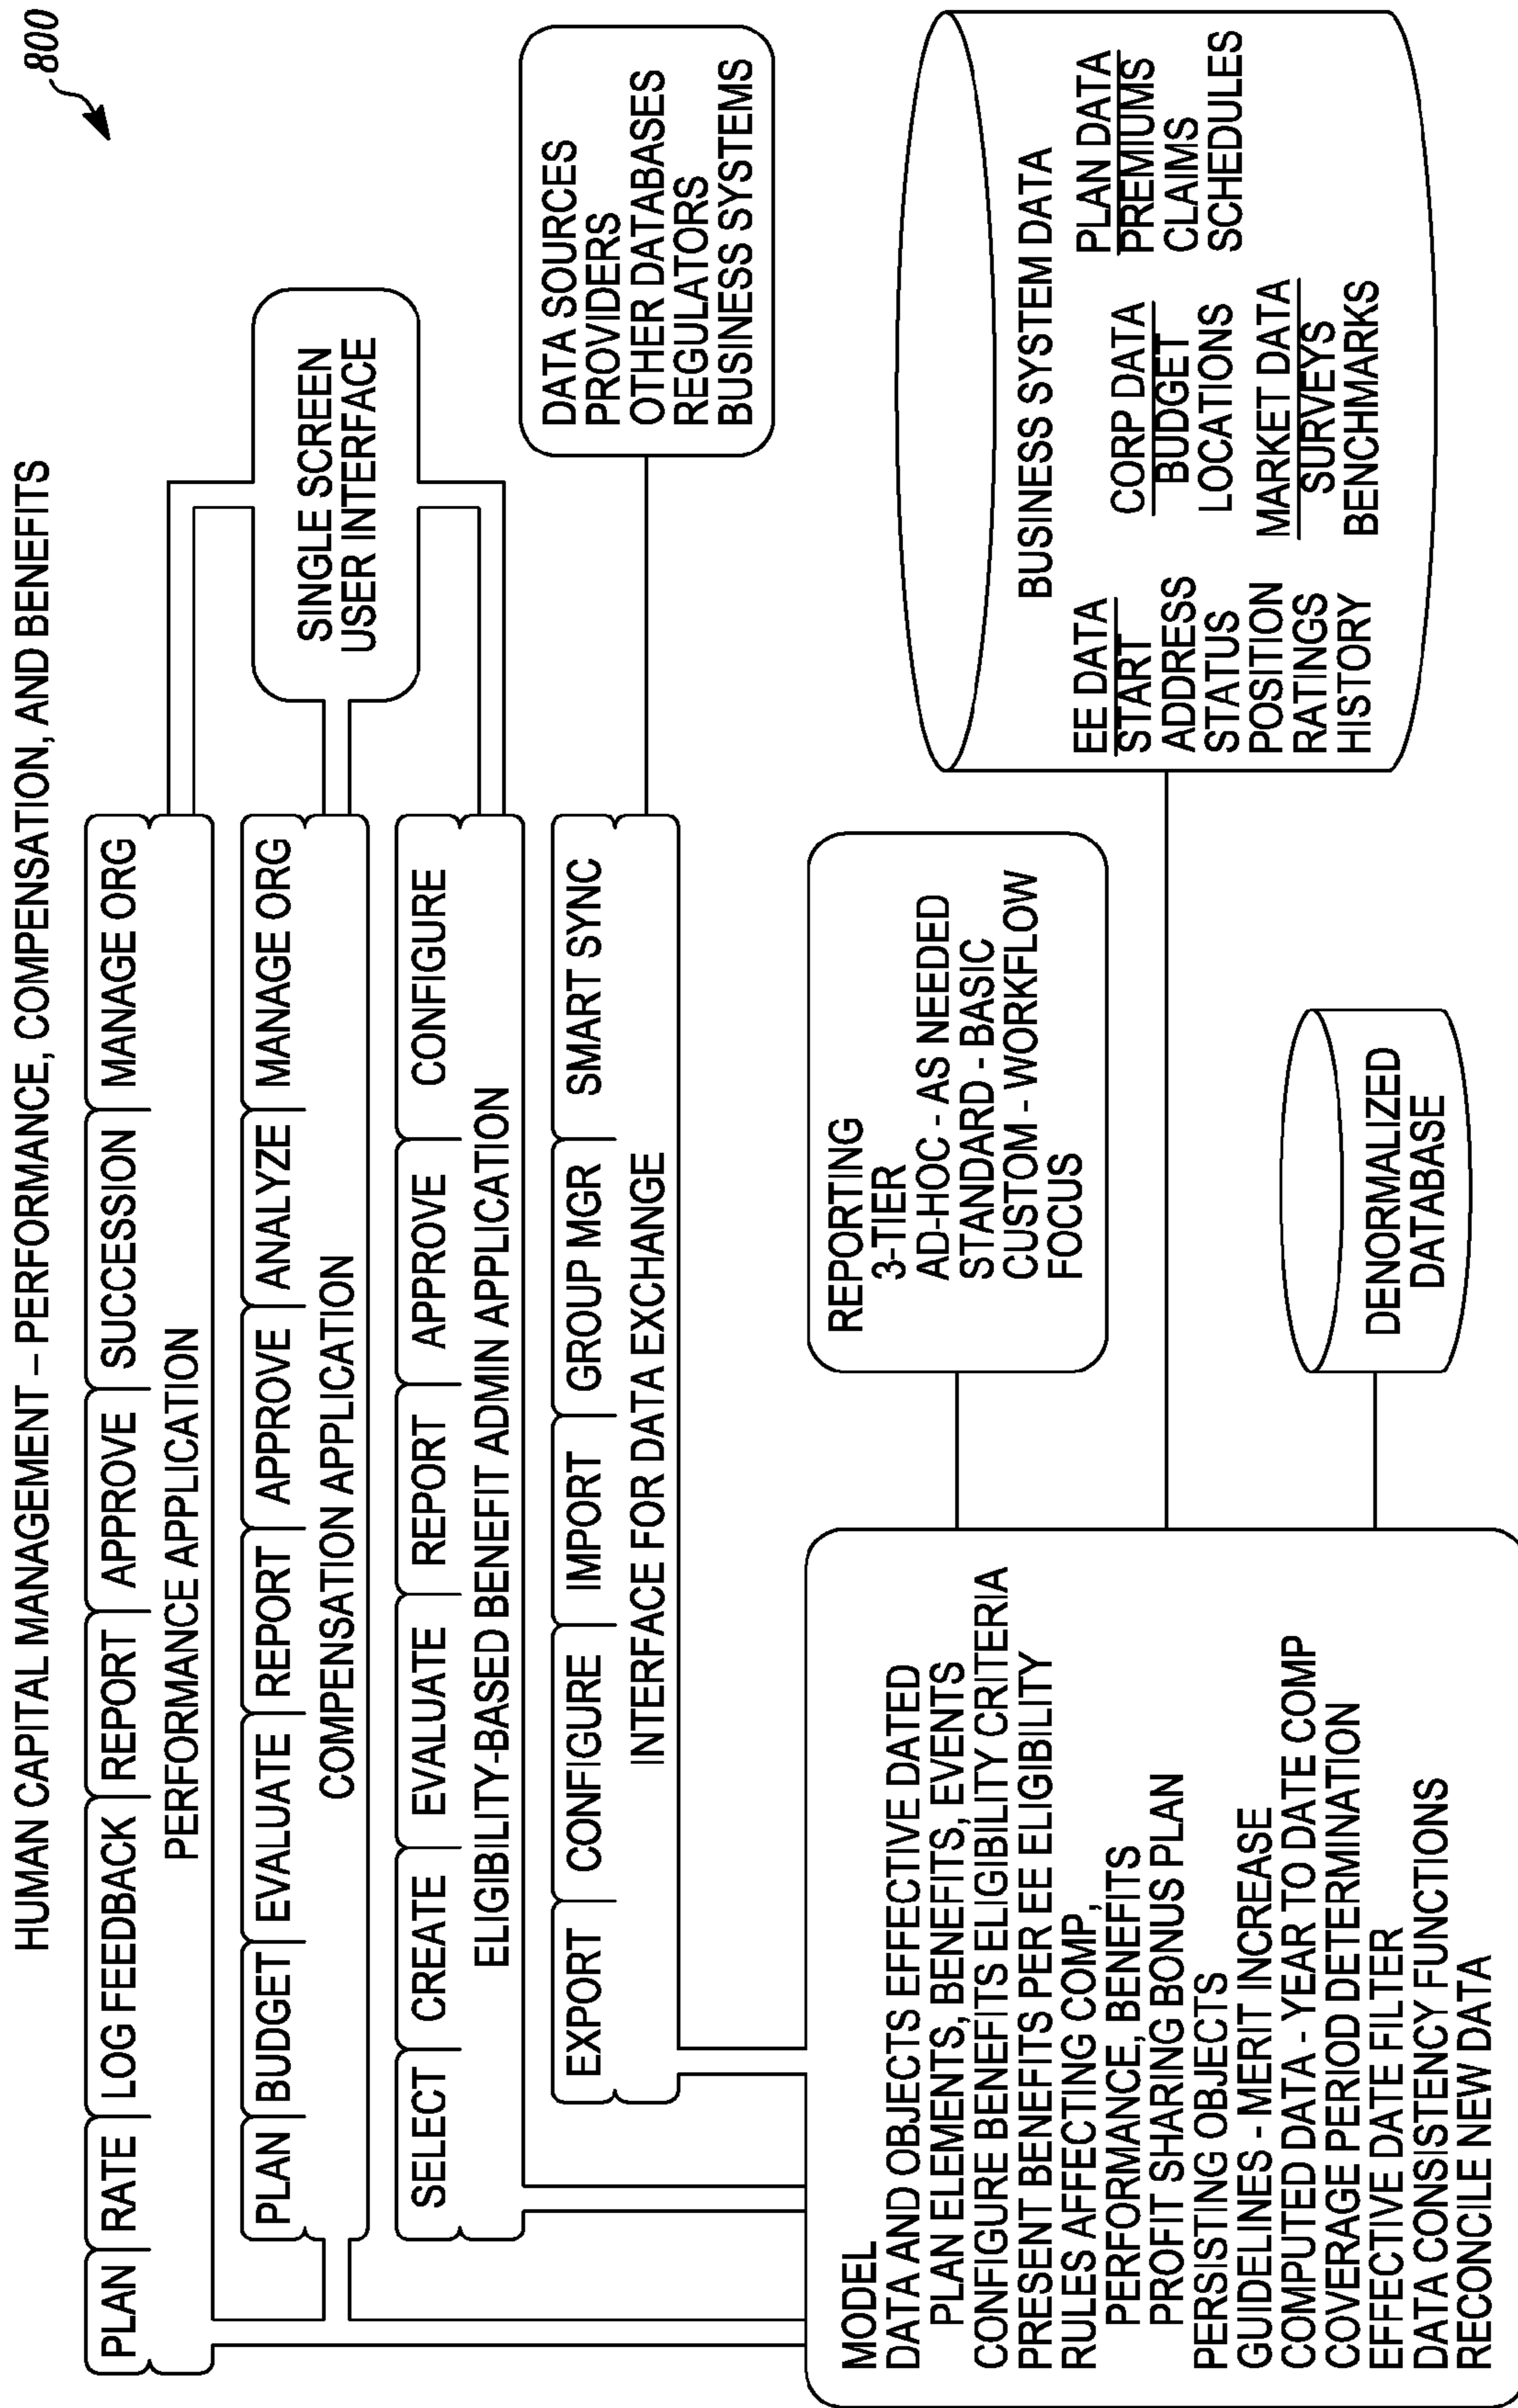 800
HUMAN CAPITAL MANAGEMENT – PERFORMANCE, COMPENSATION, AND BENEFITS
PLAN RATE LOG FEEDBACK REPORT APPROVE SUCCESSION MANAGE ORG
PERFORMANCE APPLICATION
PLAN BUDGET EVALUATE REPORT APPROVE ANALYZE MANAGE ORG
COMPENSATION APPLICATION
SELECT CREATE EVALUATE REPORT APPROVE CONFIGURE
ELIGIBILITY-BASED BENEFIT ADMIN APPLICATION
EXPORT CONFIGURE IMPORT GROUP MGR SMART SYNC
INTERFACE FOR DATA EXCHANGE
SINGLE SCREEN
USER INTERFACE
DATA SOURCES
PROVIDERS
OTHER DATABASES
REGULATORS
BUSINESS SYSTEMS
MODEL
DATA AND OBJECTS EFFECTIVE DATED
PLAN ELEMENTS, BENEFITS, EVENTS
CONFIGURE BENEFITS ELIGIBILITY CRITERIA
PRESENT BENEFITS PER EE ELIGIBILITY
RULES AFFECTING COMP,
PERFORMANCE, BENEFITS
PROFIT SHARING BONUS PLAN
PERSISTING OBJECTS
GUIDELINES - MERIT INCREASE
COMPUTED DATA - YEAR TO DATE COMP
COVERAGE PERIOD DETERMINATION
EFFECTIVE DATE FILTER
DATA CONSISTENCY FUNCTIONS
RECONCILE NEW DATA
REPORTING
3-TIER
AD-HOC - AS NEEDED
STANDARD - BASIC
CUSTOM - WORKFLOW
FOCUS
DENORMALIZED
DATABASE
BUSINESS SYSTEM DATA
EE DATA
START
ADDRESS
STATUS
POSITION
RATINGS
HISTORY
CORP DATA
BUDGET
LOCATIONS
MARKET DATA
SURVEYS
BENCHMARKS
PLAN DATA
PREMIUMS
CLAIMS
SCHEDULES